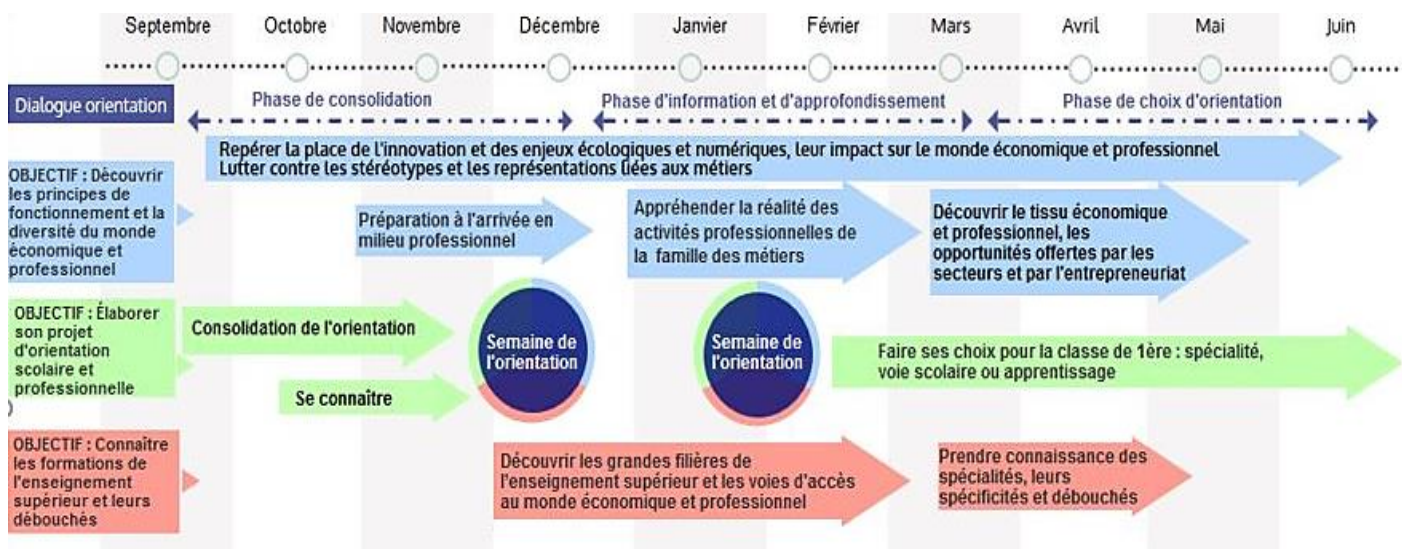 Septembre Octobre Novembre Décembre Janvier Février Mars Avril Mai Juin
Dialogue orientation
Phase de consolidation
Phase d'information et d'approfondissement
Phase de choix d'orientation
Repérer la place de l'innovation et des enjeux écologiques et numériques, leur impact sur le monde économique et professionnel
Lutter contre les stéréotypes et les représentations liées aux métiers
OBJECTIF : Découvrir
les principes de
fonctionnement et la
diversité du monde
économique et
professionnel
Préparation à l'arrivée en
milieu professionnel
Appréhender la réalité des
activités professionnelles de
la famille des métiers
Découvrir le tissu économique
et professionnel, les
opportunités offertes par les
secteurs et par l'entrepreneuriat
OBJECTIF : Élaborer
son projet
d'orientation
scolaire et
professionnelle
Consolidation de l'orientation
Se connaître
Semaine de
l'orientation
Semaine de
l'orientation
Faire ses choix pour la classe de 1ère : spécialité,
voie scolaire ou apprentissage
OBJECTIF : Connaître
les formations de
l'enseignement
supérieur et leurs
débouchés
Découvrir les grandes filières de
l'enseignement supérieur et les voies d'accès
au monde économique et professionnel
Prendre connaissance des
spécialités, leurs
spécificités et débouchés